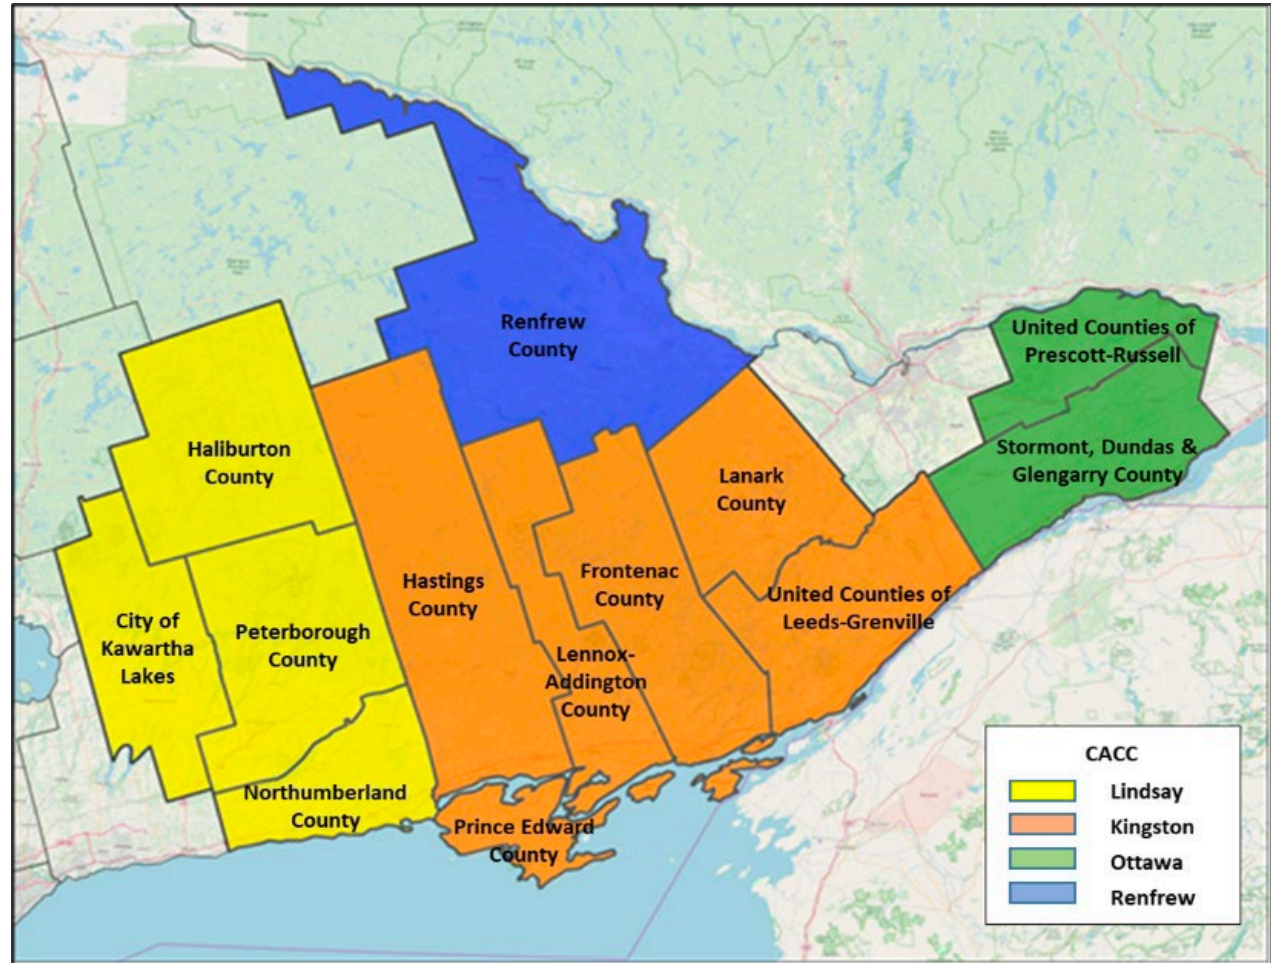 Renfrew
County
United Counties of
Prescott-Russell
Haliburton
County
Stormont, Dundas &
Glengarry County
Lanark
County
Hastings
County
Frontenac
County
United Counties of
Leeds-Grenville
City of
Kawartha
Lakes
Peterborough
County
Lennox-
Addington
County
Northumberland
County
Prince Edward
County
CACC
Lindsay
Kingston
Ottawa
Renfrew